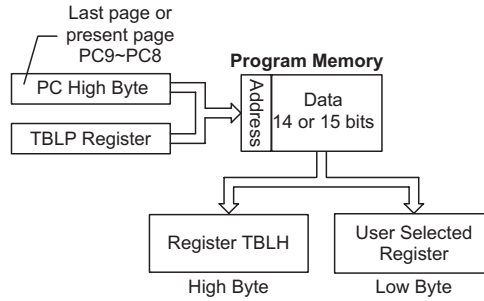 Last page or
present page
PC9~PC8
Program Memory
PC High Byte
TBLP Register
Address
Data
14 or 15 bits
Register TBLH
User Selected
Register
High Byte
Low Byte